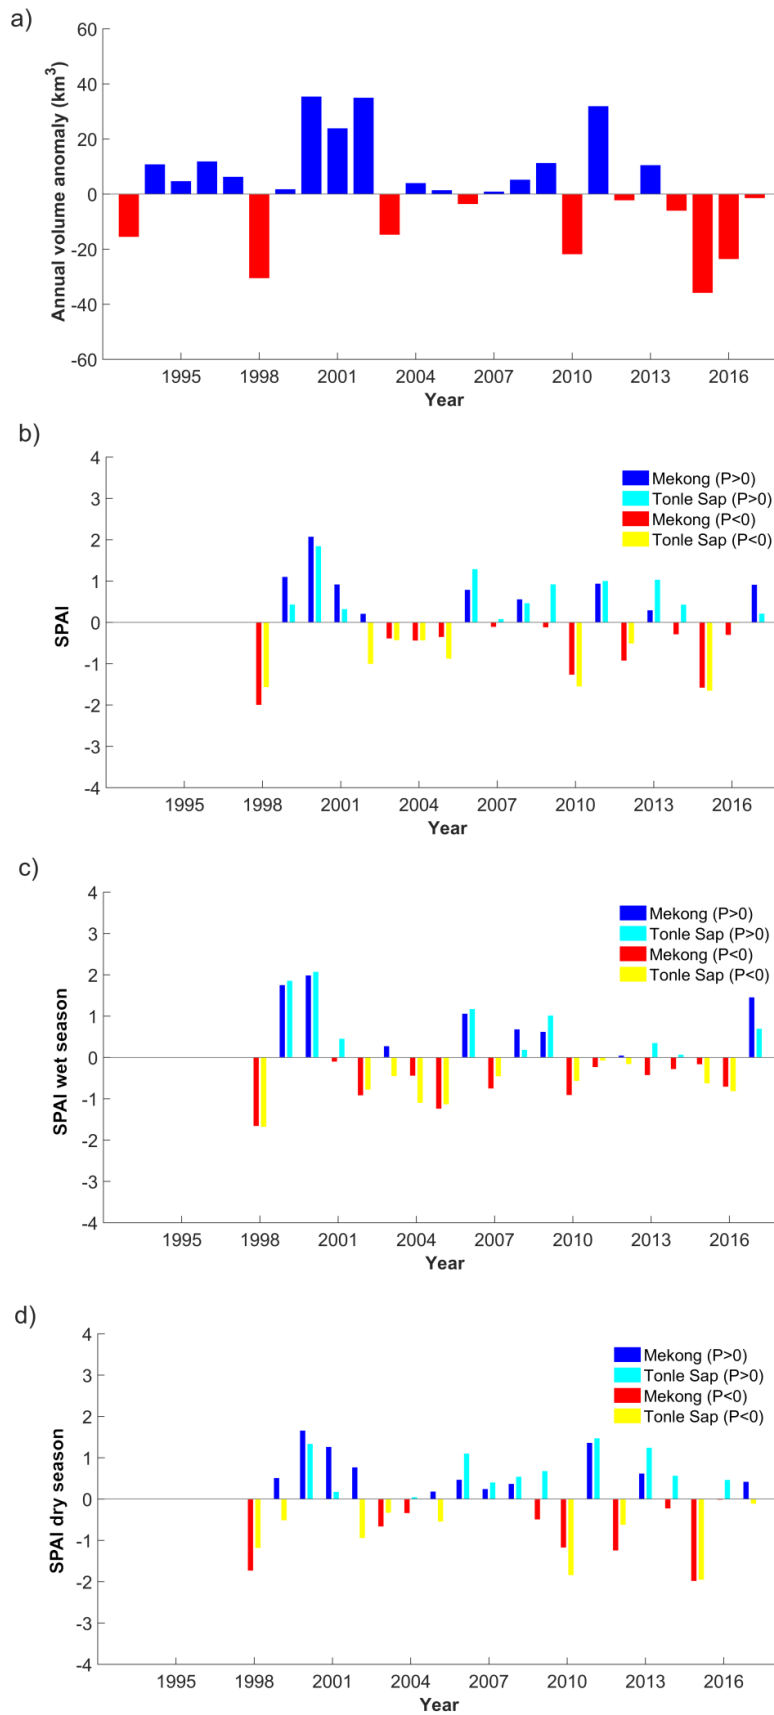 a)
60
40
20
0
-20
-40
-60
Annual volume anomaly (km³)
1995 1998 2001 2004 2007 2010 2013 2016
Year
b)
4
3
2
1
0
-1
-2
-3
-4
SPAI
Mekong (P>0)
Tonle Sap (P>0)
Mekong (P<0)
Tonle Sap (P<0)
1995 1998 2001 2004 2007 2010 2013 2016
Year
c)
4
3
2
1
0
-1
-2
-3
-4
SPAI wet season
Mekong (P>0)
Tonle Sap (P>0)
Mekong (P<0)
Tonle Sap (P<0)
1995 1998 2001 2004 2007 2010 2013 2016
Year
d)
4
3
2
1
0
-1
-2
-3
-4
SPAI dry season
Mekong (P>0)
Tonle Sap (P>0)
Mekong (P<0)
Tonle Sap (P<0)
1995 1998 2001 2004 2007 2010 2013 2016
Year